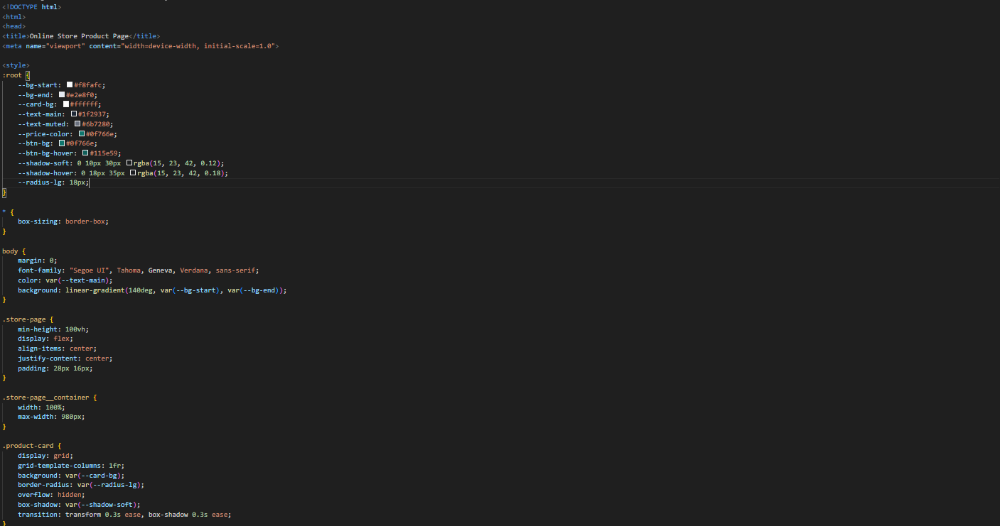 <!DOCTYPE html>
<html>
<head>
<title>Online Store Product Page</title>
<meta name="viewport" content="width=device-width, initial-scale=1.0">
<style>
:root {
--bg-start: #f8fafc;
--bg-end: #e2e8f0;
--card-bg: #ffffff;
--text-main: #1f2937;
--text-muted: #6b7280;
--price-color: #0f766e;
--btn-bg: #0f766e;
--btn-bg-hover: #115e59;
--shadow-soft: 0 10px 30px rgba(15, 23, 42, 0.12);
--shadow-hover: 0 18px 35px rgba(15, 23, 42, 0.18);
--radius-lg: 18px;
}
* {
box-sizing: border-box;
}
body {
margin: 0;
font-family: "Segoe UI", Tahoma, Geneva, Verdana, sans-serif;
color: var(--text-main);
background: linear-gradient(140deg, var(--bg-start), var(--bg-end));
}
.store-page {
min-height: 100vh;
display: flex;
align-items: center;
justify-content: center;
padding: 28px 16px;
}
.store-page__container {
width: 100%;
max-width: 980px;
}
.product-card {
display: grid;
grid-template-columns: 1fr;
background: var(--card-bg);
border-radius: var(--radius-lg);
overflow: hidden;
box-shadow: var(--shadow-soft);
transition: transform 0.3s ease, box-shadow 0.3s ease;
}